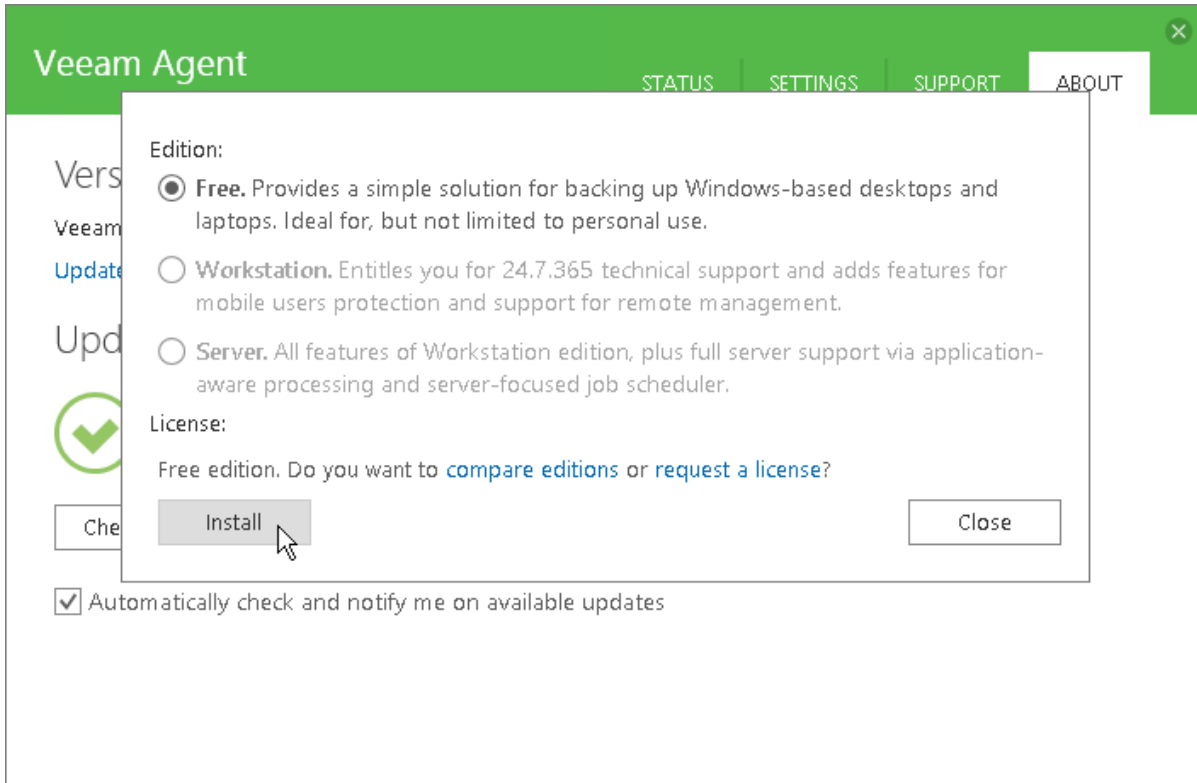 Veeam Agent
STATUS
SETTINGS
SUPPORT
ABOUT
Vers
Veeam
Update
Upd
Edition:
Free. Provides a simple solution for backing up Windows-based desktops and
laptops. Ideal for, but not limited to personal use.
Workstation. Entitles you for 24.7.365 technical support and adds features for
mobile users protection and support for remote management.
Server. All features of Workstation edition, plus full server support via application-
aware processing and server-focused job scheduler.
License:
Free edition. Do you want to compare editions or request a license?
Che
Install
Close
Automatically check and notify me on available updates